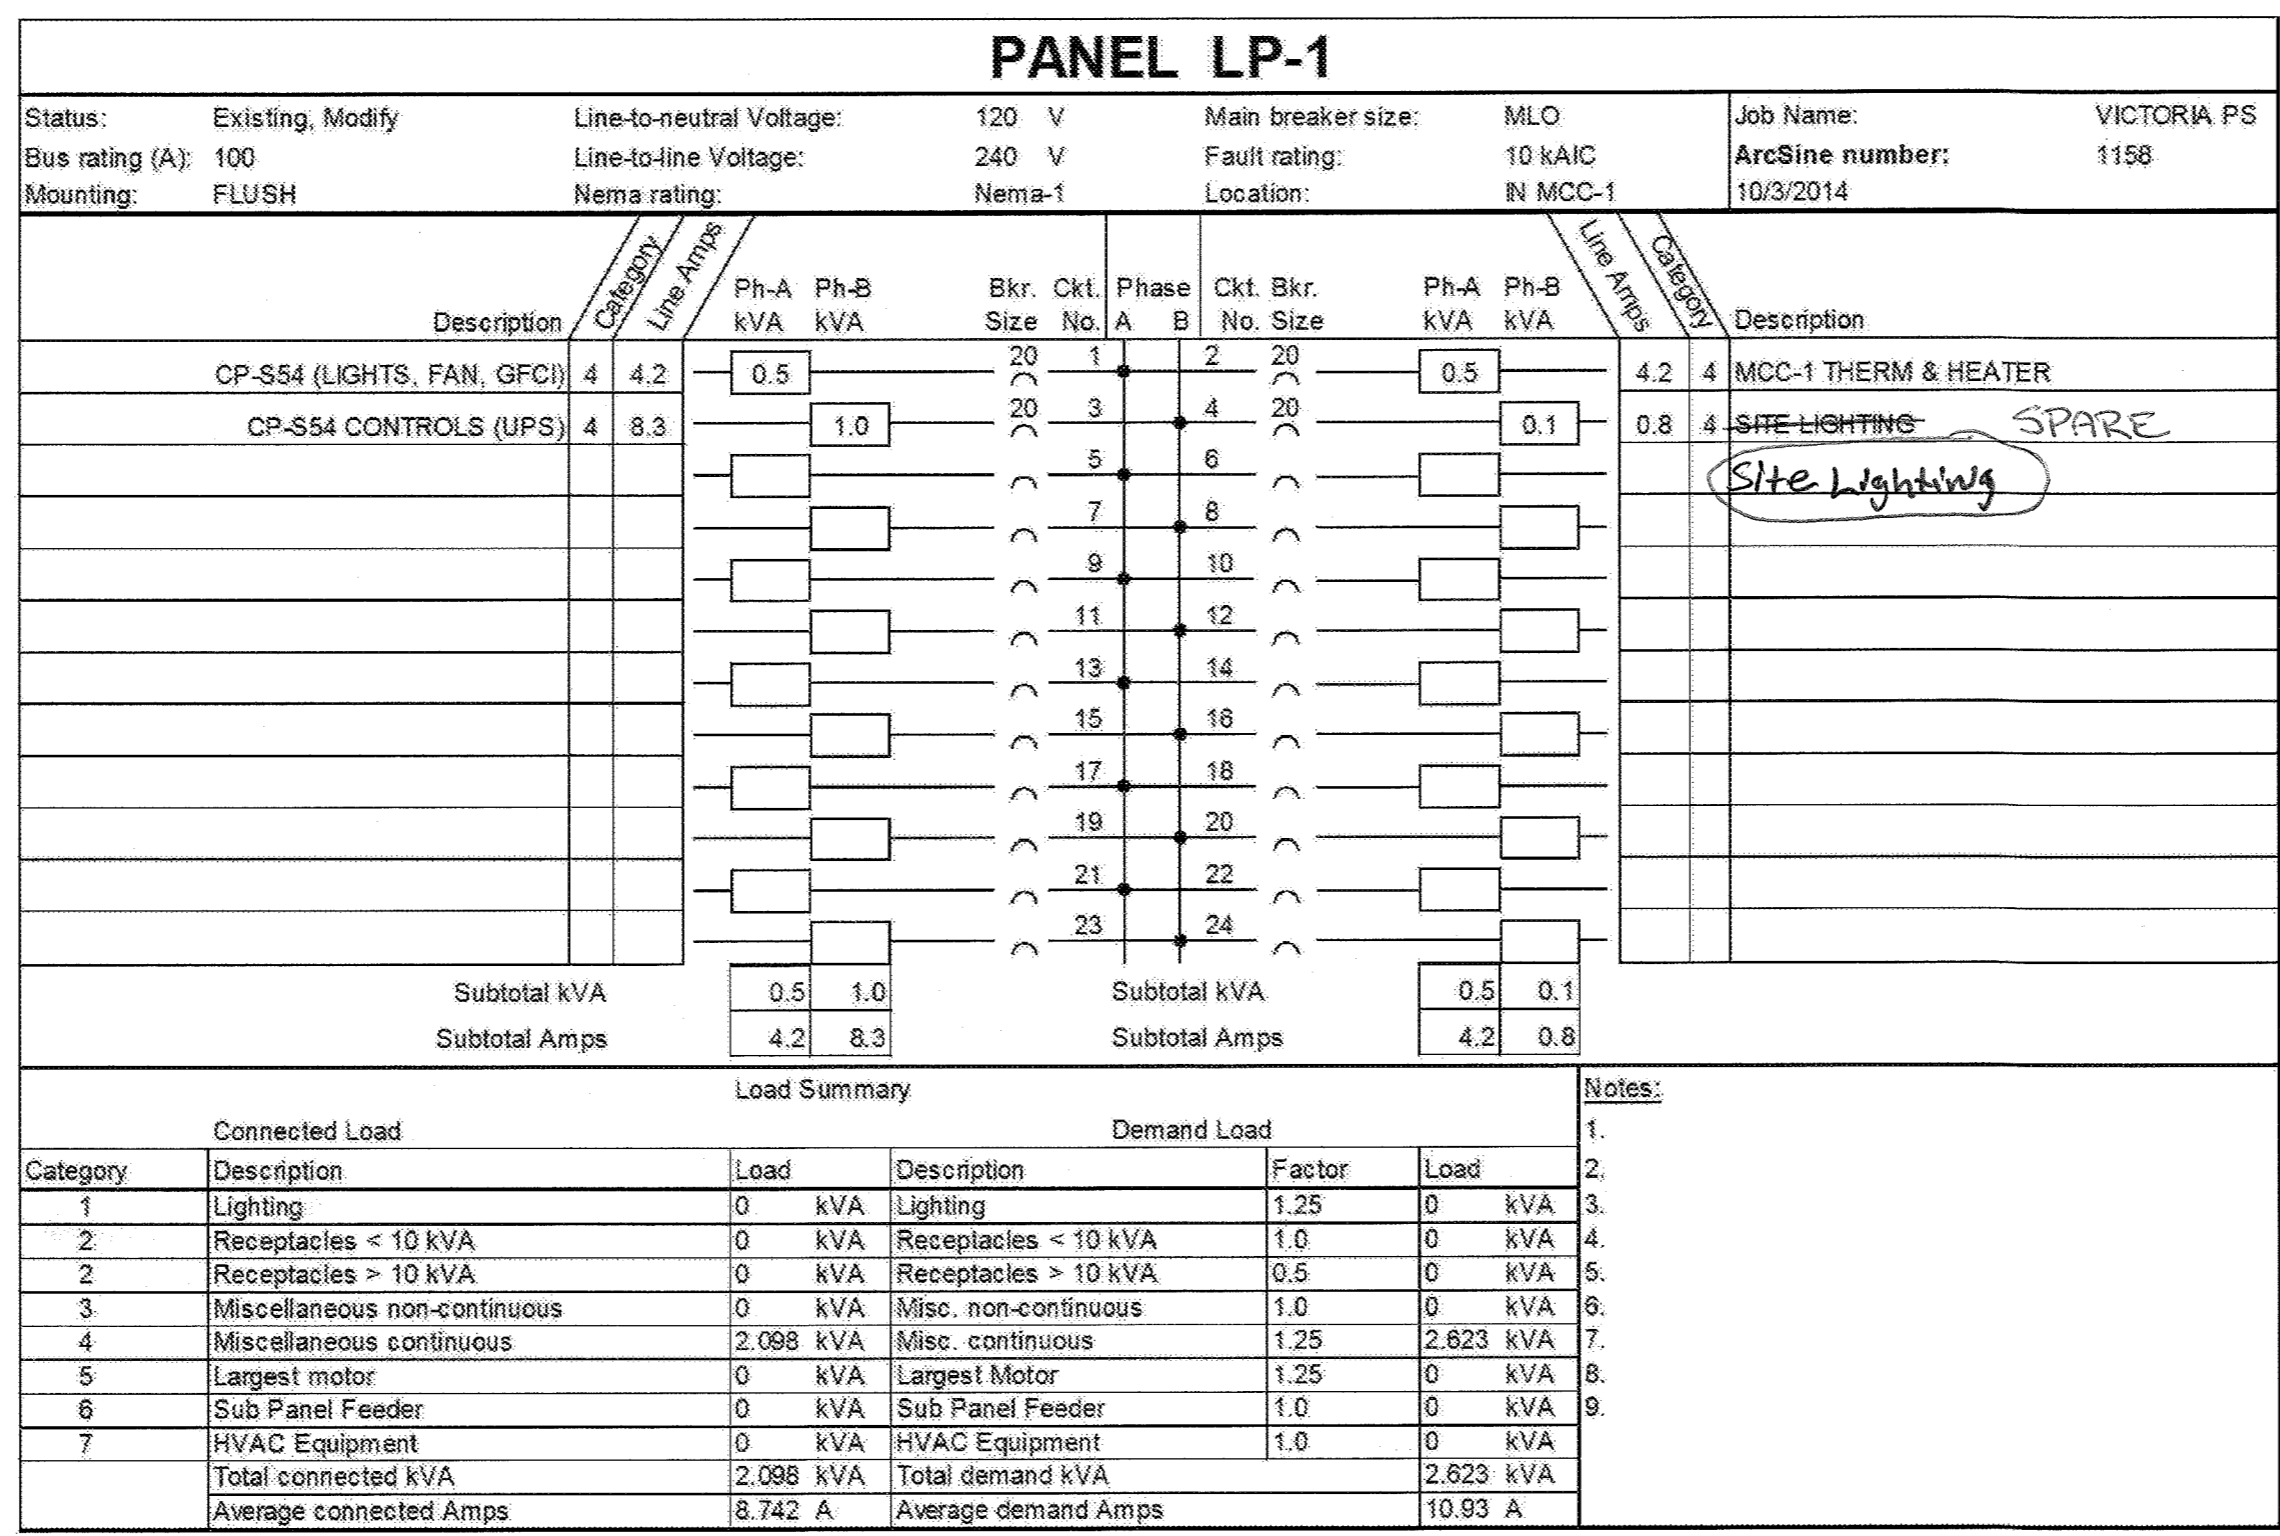 PANEL LP-1
Status: Existing, Modify Line-to-neutral Voltage: 120 V Main breaker size: MLO Job Name: VICTORIA PS
Bus rating (A): 100 Line-to-line Voltage: 240 V Fault rating: 10 kAIC ArcSine number: 1158
Mounting: FLUSH Nema rating: Nema-1 Location: IN MCC-1 10/3/2014
Description Category Line Amps Ph-A kVA Ph-B kVA Bkr. Size Ckt. No. Phase A B Ckt. No. Bkr. Size Ph-A kVA Ph-B kVA Line Amps Category Description
CP-S54 (LIGHTS, FAN, GFCI) 4 4.2 0.5 20 1 2 20 0.5 4.2 4 MCC-1 THERM & HEATER
CP-S54 CONTROLS (UPS) 4 8.3 1.0 20 3 4 20 0.1 0.8 4 SITE LIGHTING SPARE
5 6 Site Lighting
7 8
9 10
11 12
13 14
15 16
17 18
19 20
21 22
23 24
Subtotal kVA 0.5 1.0 Subtotal kVA 0.5 0.1
Subtotal Amps 4.2 8.3 Subtotal Amps 4.2 0.8
Load Summary Notes:
Connected Load Demand Load 1.
Category Description Load Description Factor Load 2.
1 Lighting 0 kVA Lighting 1.25 0 kVA 3.
2 Receptacles < 10 kVA 0 kVA Receptacles < 10 kVA 1.0 0 kVA 4.
2 Receptacles > 10 kVA 0 kVA Receptacles > 10 kVA 0.5 0 kVA 5.
3 Miscellaneous non-continuous 0 kVA Misc. non-continuous 1.0 0 kVA 6.
4 Miscellaneous continuous 2.098 kVA Misc. continuous 1.25 2.623 kVA 7.
5 Largest motor 0 kVA Largest Motor 1.25 0 kVA 8.
6 Sub Panel Feeder 0 kVA Sub Panel Feeder 1.0 0 kVA 9.
7 HVAC Equipment 0 kVA HVAC Equipment 1.0 0 kVA
Total connected kVA 2.098 kVA Total demand kVA 2.623 kVA
Average connected Amps 8.742 A Average demand Amps 10.93 A